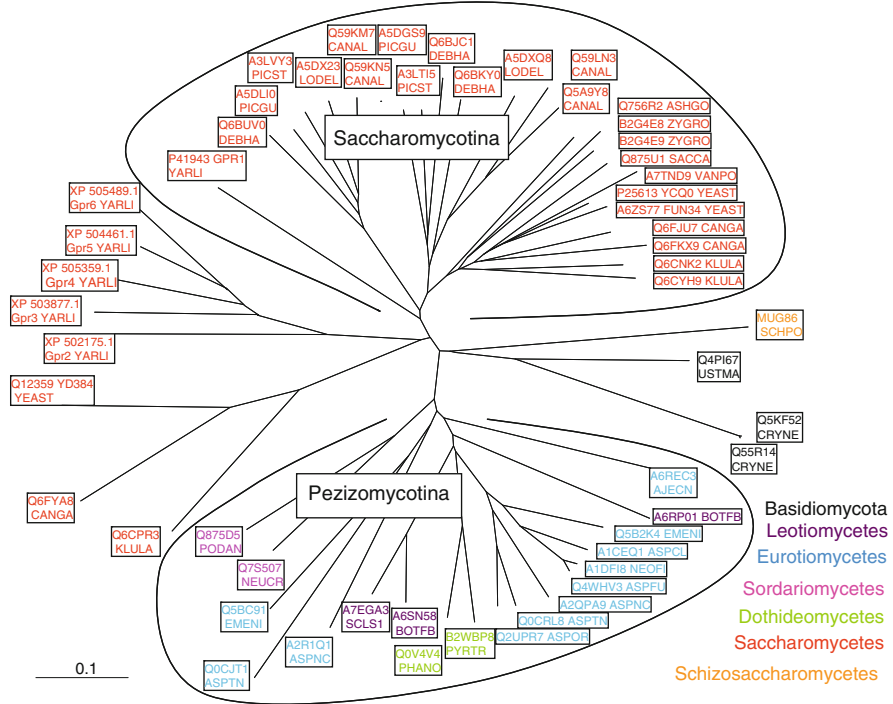 Q59KM7
CANAL
A5DGS9
PICGU
Q6BJC1
DEBHA
A3LVY3
PICST
A5DX23
LODEL
Q59KN5
CANAL
A3LTI5
PICST
Q6BKY0
DEBHA
A5DXQ8
LODEL
Q59LN3
CANAL
A5DLI0
PICGU
Q5A9Y8
CANAL
Q6BUV0
DEBHA
Saccharomycotina
Q756R2 ASHGO
B2G4E8 ZYGRO
B2G4E9 ZYGRO
Q875U1 SACCA
A7TND9 VANPO
P25613 YCQ0 YEAST
A6ZS77 FUN34 YEAST
Q6FJU7 CANGA
Q6FKX9 CANGA
Q6CNK2 KLULA
Q6CYH9 KLULA
P41943 GPR1
YARLI
XP 505489.1
Gpr6 YARLI
XP 504461.1
Gpr5 YARLI
XP 505359.1
Gpr4 YARLI
XP 503877.1
Gpr3 YARLI
XP 502175.1
Gpr2 YARLI
Q12359 YD384
YEAST
Q6FYA8
CANGA
Q6CPR3
KLULA
MUG86
SCHPO
Q4PI67
USTMA
Q5KF52
CRYNE
Q55R14
CRYNE
Pezizomycotina
A6REC3
AJECN
A6RP01 BOTFB
Q5B2K4 EMENI
A1CEQ1 ASPCL
A1DFI8 NEOFI
Q4WHV3 ASPFU
A2QPA9 ASPNC
Q0CRL8 ASPTN
Q2UPR7 ASPOR
Q875D5
PODAN
Q7S507
NEUCR
Q5BC91
EMENI
A2R1Q1
ASPNC
Q0CJT1
ASPTN
A7EGA3
SCLS1
A6SN58
BOTFB
Q0V4V4
PHANO
B2WBP8
PYRTR
Basidiomycota
Leotiomycetes
Eurotiomycetes
Sordariomycetes
Dothideomycetes
Saccharomycetes
Schizosaccharomycetes
0.1